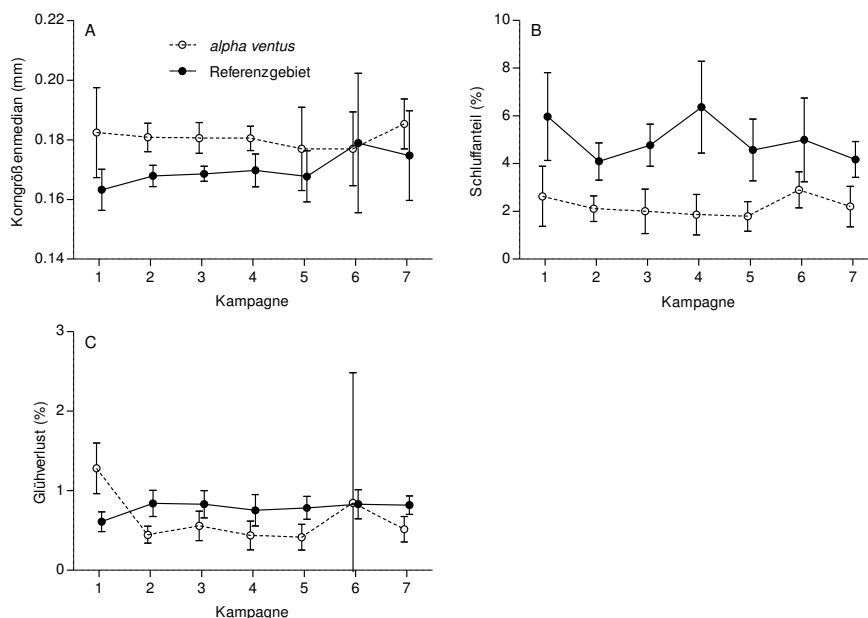 A
alpha ventus
Referenzgebiet
Korngrößenmedian (mm)
0.22
0.20
0.18
0.16
0.14
1 2 3 4 5 6 7
Kampagne
B
Schluffanteil (%)
10
8
6
4
2
0
1 2 3 4 5 6 7
Kampagne
C
Glühverlust (%)
3
2
1
0
1 2 3 4 5 6 7
Kampagne